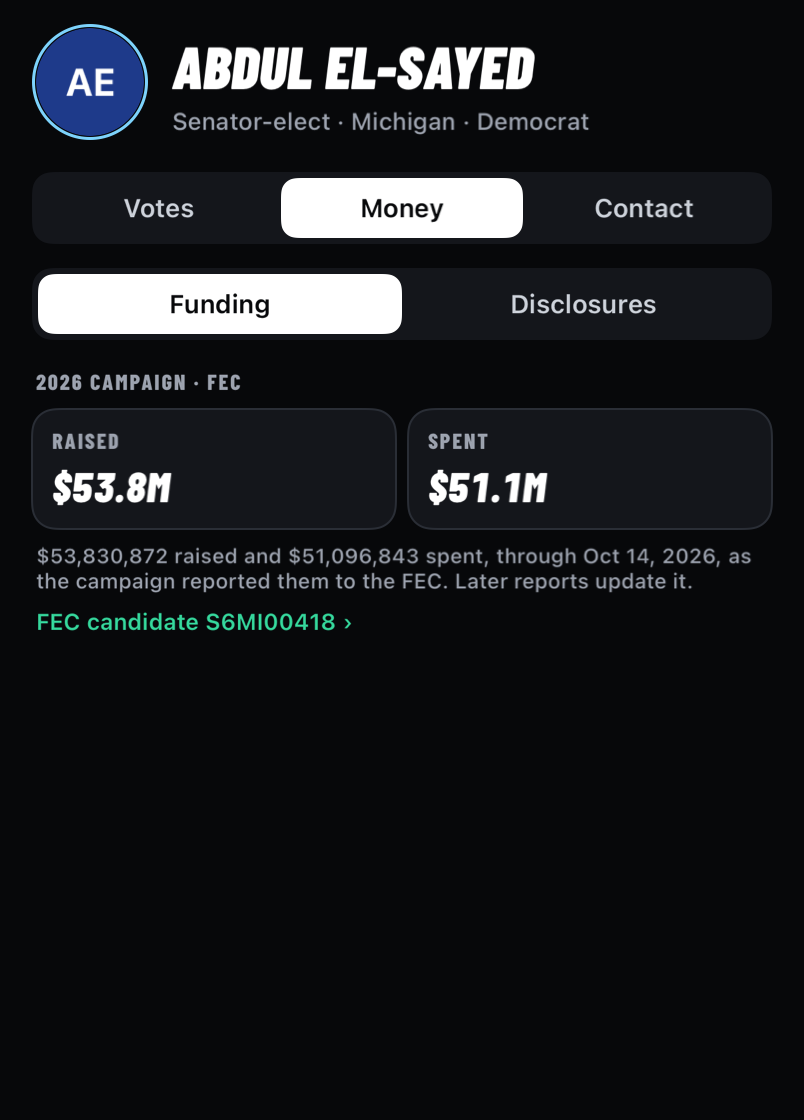 AE
ABDUL EL-SAYED
Senator-elect · Michigan · Democrat
Votes
Money
Contact
Funding
Disclosures
2026 CAMPAIGN · FEC
RAISED
$53.8M
SPENT
$51.1M
$53,830,872 raised and $51,096,843 spent, through Oct 14, 2026, as
the campaign reported them to the FEC. Later reports update it.
FEC candidate S6MI00418 ›